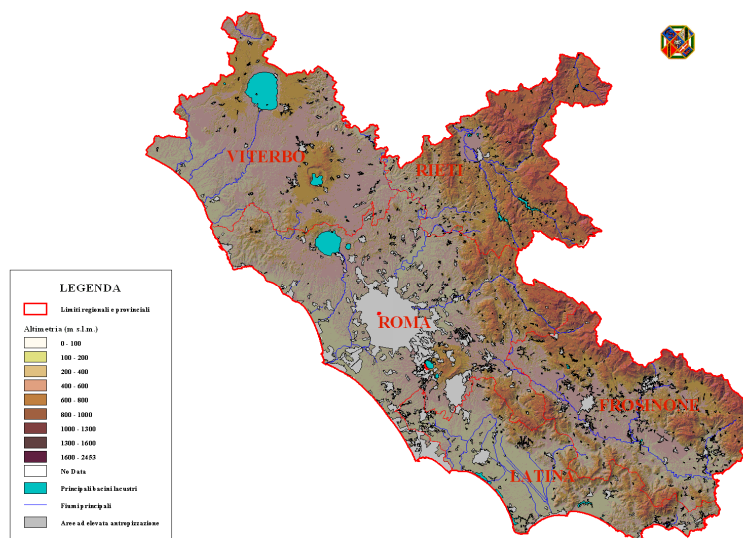 VITERBO
RIETI
ROMA
FROSINONE
LATINA
LEGENDA
Limiti regionali e provinciali
Altimetria (m s.l.m.)
0 - 100
100 - 200
200 - 400
400 - 600
600 - 800
800 - 1000
1000 - 1300
1300 - 1600
1600 - 2453
No Data
Principali bacini lacustri
Fiumi principali
Aree ad elevata antropizzazione